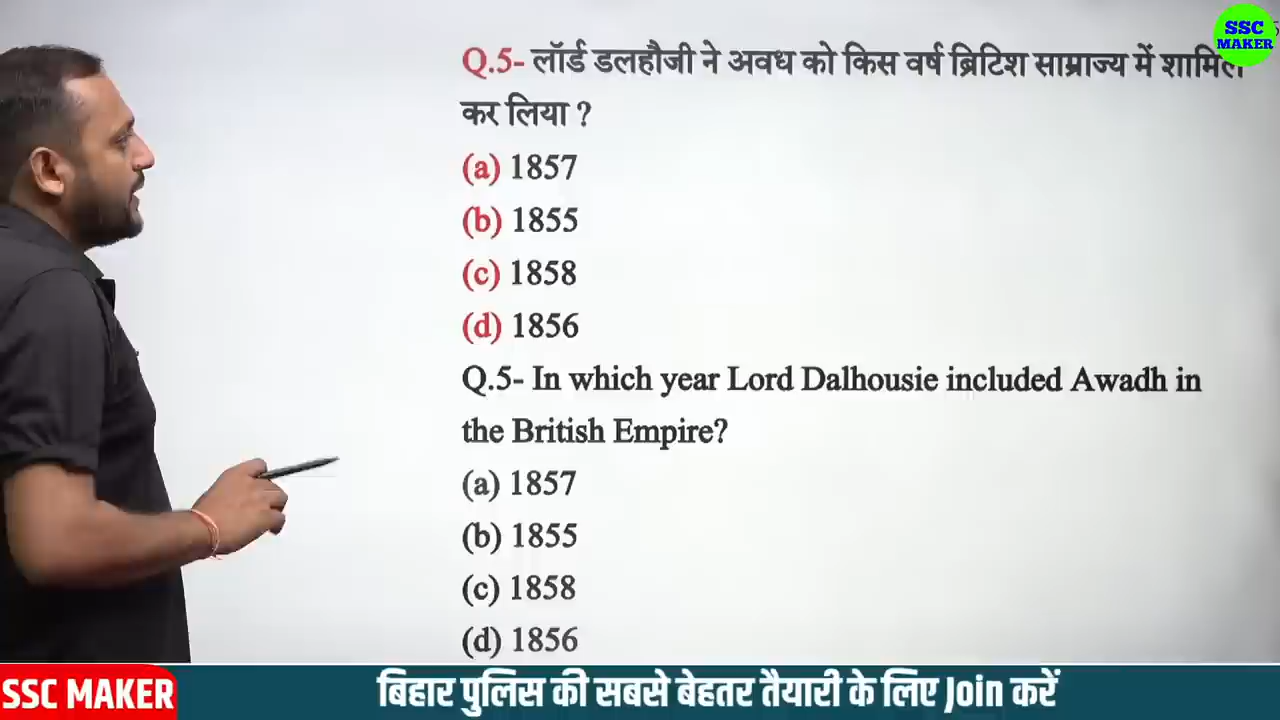 SSC
MAKER
Q.5- लॉर्ड डलहौजी ने अवध को किस वर्ष ब्रिटिश साम्राज्य में शामिल
कर लिया ?
(a) 1857
(b) 1855
(c) 1858
(d) 1856
Q.5- In which year Lord Dalhousie included Awadh in
the British Empire?
(a) 1857
(b) 1855
(c) 1858
(d) 1856
SSC MAKER
बिहार पुलिस की सबसे बेहतर तैयारी के लिए Join करें